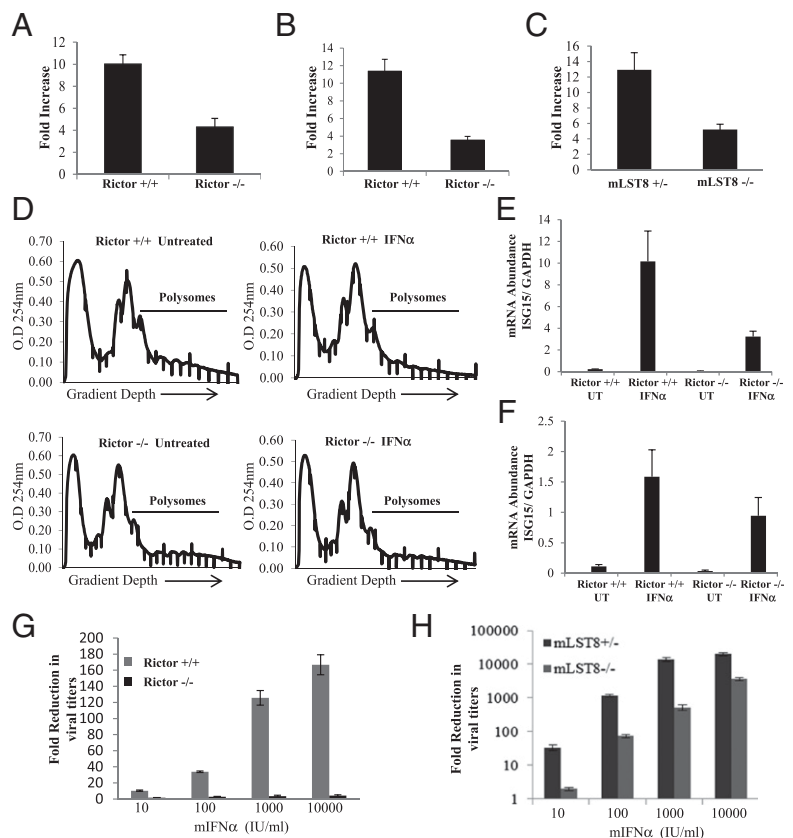 A
Fold Increase
12
10
8
6
4
2
0
Rictor +/+ Rictor -/-
B
Fold Increase
14
12
10
8
6
4
2
0
Rictor +/+ Rictor -/-
C
Fold Increase
16
14
12
10
8
6
4
2
0
mLST8 +/- mLST8 -/-
D
O.D 254nm
0.70
0.60
0.50
0.40
0.30
0.20
0.10
0.00
Rictor +/+ Untreated
Polysomes
Gradient Depth
0.60
0.50
0.40
0.30
0.20
0.10
0.00
Rictor +/+ IFNα
Polysomes
Gradient Depth
O.D 254nm
0.70
0.60
0.50
0.40
0.30
0.20
0.10
0.00
Rictor -/- Untreated
Polysomes
Gradient Depth
0.60
0.50
0.40
0.30
0.20
0.10
0.00
Rictor -/- IFNα
Polysomes
Gradient Depth
E
mRNA Abundance
ISG15/ GAPDH
14
12
10
8
6
4
2
0
Rictor +/+ Rictor +/+ Rictor -/- Rictor -/-
UT IFNα UT IFNα
F
mRNA Abundance
ISG15/ GAPDH
2.5
2
1.5
1
0.5
0
Rictor +/+ Rictor +/+ Rictor -/- Rictor -/-
UT IFNα UT IFNα
G
Fold Reduction in
viral titers
200
180
160
140
120
100
80
60
40
20
0
Rictor +/+
Rictor -/-
10 100 1000 10000
mIFNα (IU/ml)
H
Fold Reduction in
viral titers
100000
10000
1000
100
10
1
mLST8+/-
mLST8-/-
10 100 1000 10000
mIFNα (IU/ml)